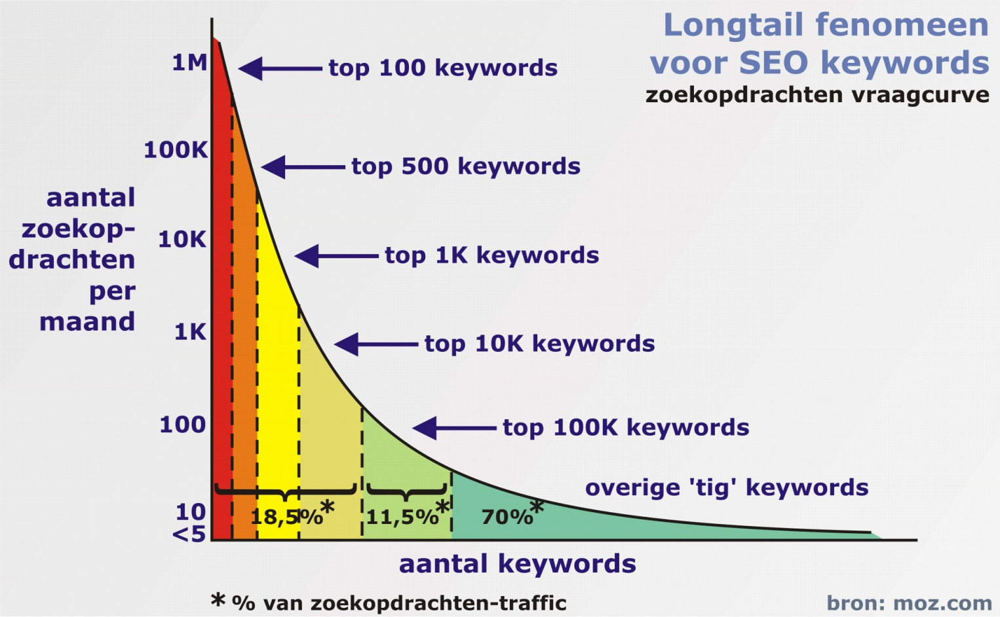 Longtail fenomeen
voor SEO keywords
zoekopdrachten vraagcurve
1M
100K
10K
1K
100
10
<5
aantal
zoekop-
drachten
per
maand
top 100 keywords
top 500 keywords
top 1K keywords
top 10K keywords
top 100K keywords
overige 'tig' keywords
18,5%*
11,5%*
70%*
aantal keywords
* % van zoekopdrachten-traffic
bron: moz.com